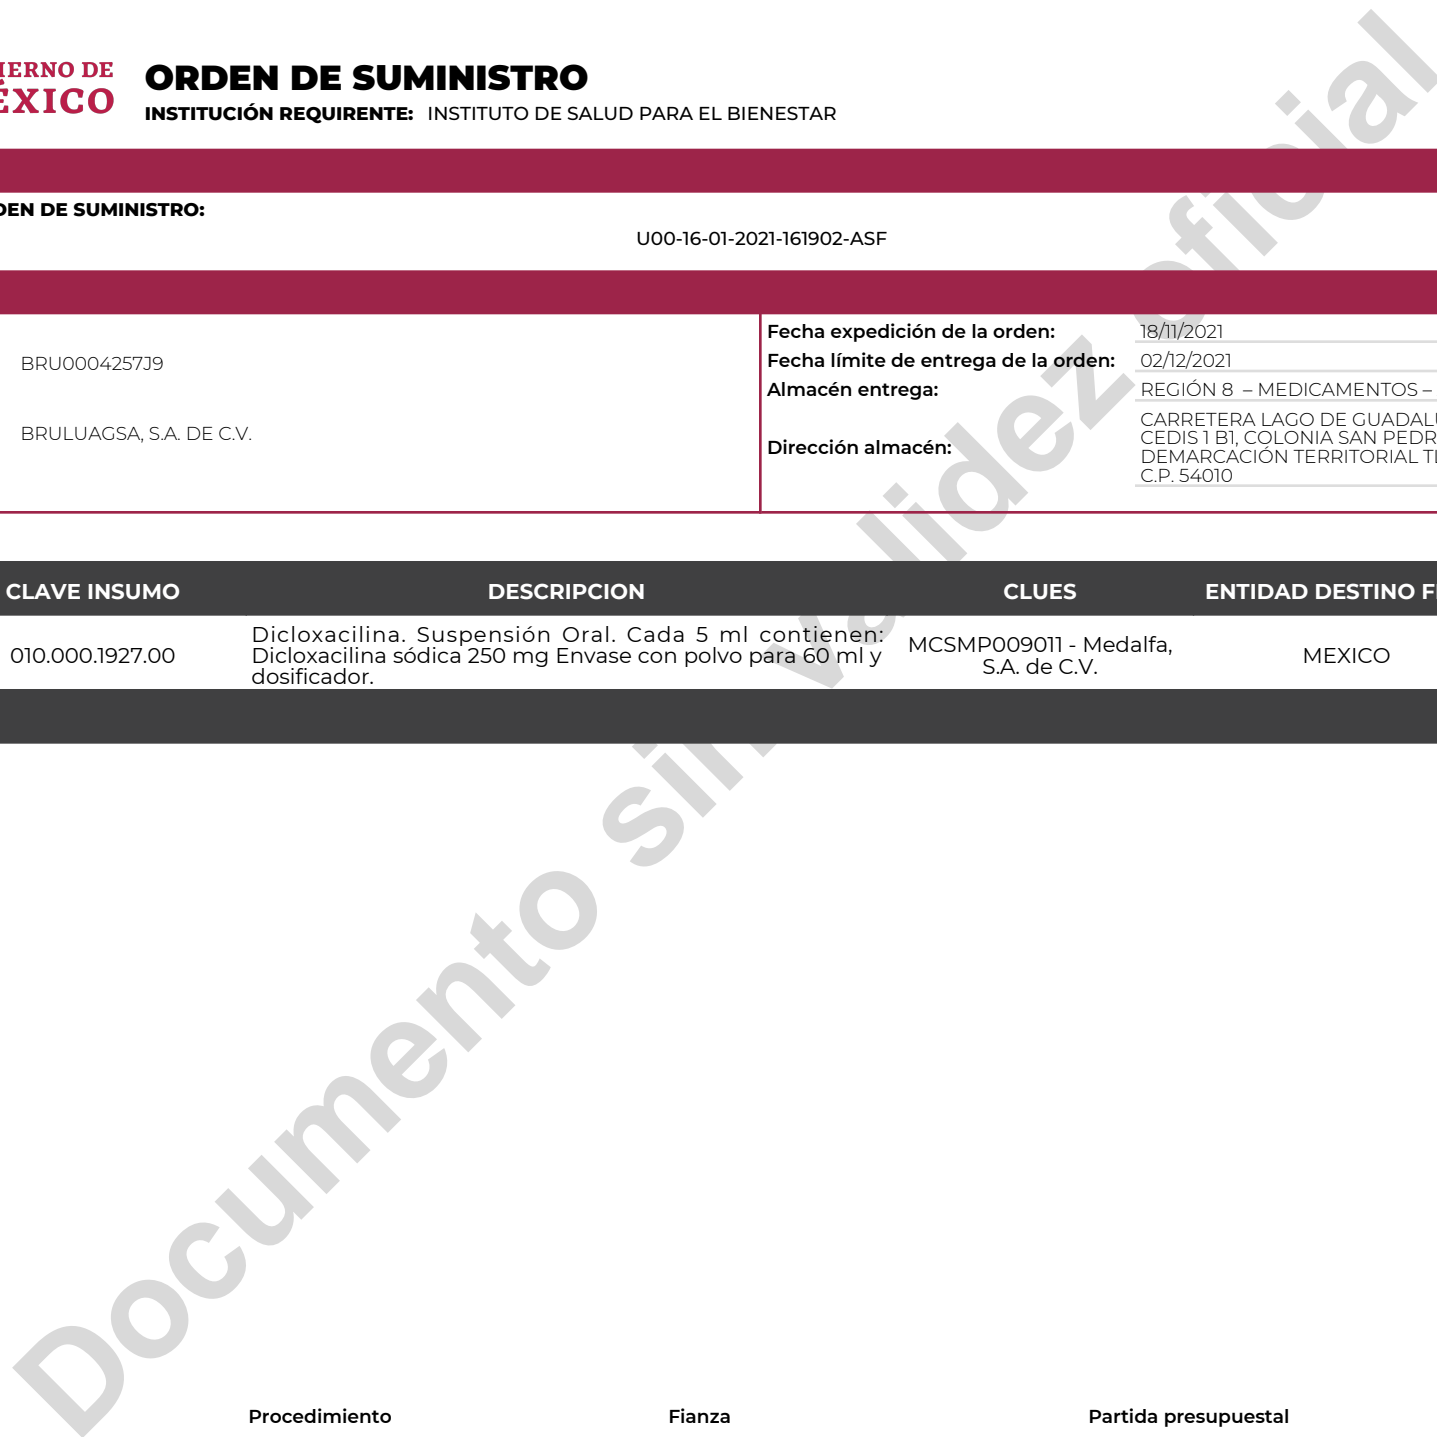 IERNO DE
ÉXICO
ORDEN DE SUMINISTRO
INSTITUCIÓN REQUIRENTE: INSTITUTO DE SALUD PARA EL BIENESTAR
DEN DE SUMINISTRO:
U00-16-01-2021-161902-ASF
BRU0004257J9
BRULUAGSA, S.A. DE C.V.
Fecha expedición de la orden: 18/11/2021
Fecha límite de entrega de la orden: 02/12/2021
Almacén entrega: REGIÓN 8 – MEDICAMENTOS –
Dirección almacén:
CARRETERA LAGO DE GUADALU
CEDIS 1 B1, COLONIA SAN PEDR
DEMARCACIÓN TERRITORIAL TL
C.P. 54010
CLAVE INSUMO DESCRIPCION CLUES ENTIDAD DESTINO F
010.000.1927.00
Dicloxacilina. Suspensión Oral. Cada 5 ml contienen:
Dicloxacilina sódica 250 mg Envase con polvo para 60 ml y
dosificador.
MCSMP009011 - Medalfa,
S.A. de C.V.
MEXICO
Documento sin validez oficial
Procedimiento Fianza Partida presupuestal